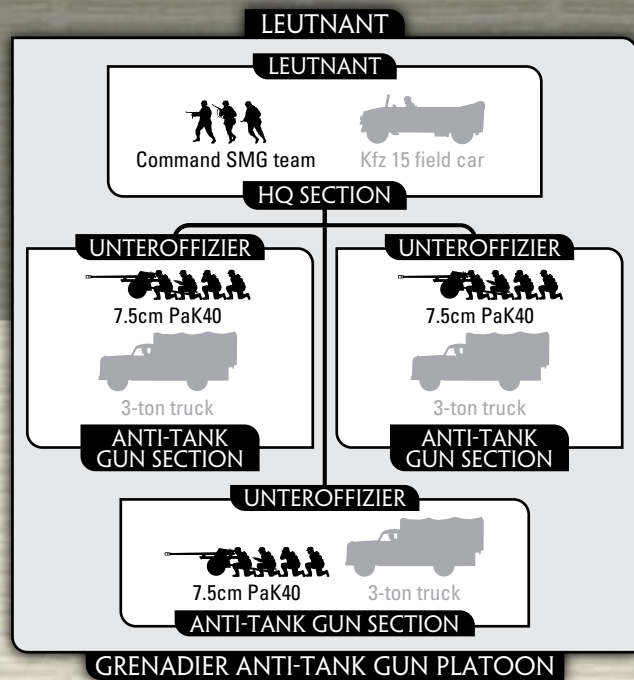 LEUTNANT
LEUTNANT
Command SMG team
Kfz 15 field car
HQ SECTION
UNTEROFFIZIER
7.5cm PaK40
3-ton truck
ANTI-TANK
GUN SECTION
UNTEROFFIZIER
7.5cm PaK40
3-ton truck
ANTI-TANK
GUN SECTION
UNTEROFFIZIER
7.5cm PaK40
3-ton truck
ANTI-TANK GUN SECTION
GRENADIER ANTI-TANK GUN PLATOON